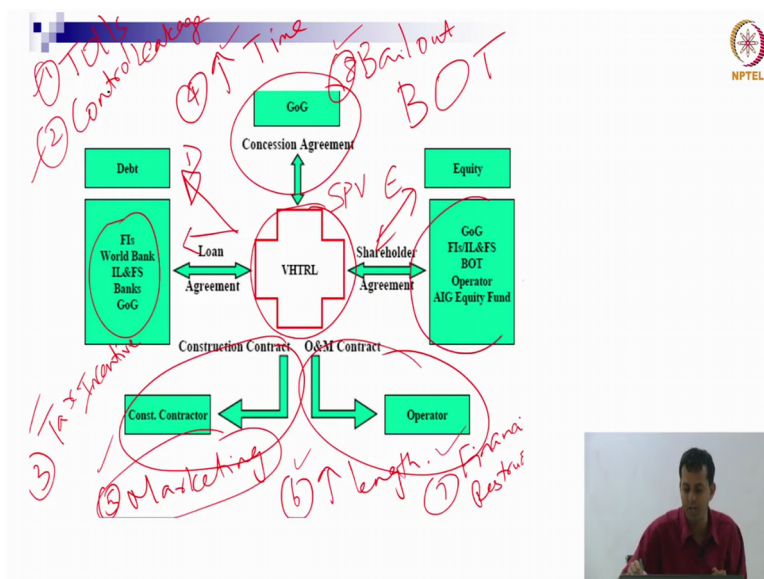 ① Tolls
② Control Leakage
④ ↑ Time
⑧ Bailout
BOT
NPTEL
GoG
Concession Agreement
Debt
Equity
D
SPV
E
FIs
World Bank
IL&FS
Banks
GoG
Loan
Agreement
VHTRL
Shareholder
Agreement
GoG
FIs/IL&FS
BOT
Operator
AIG Equity Fund
Construction Contract
O&M Contract
Const. Contractor
Operator
③ Tax Incentive
⑤ Marketing
⑥ ↑ length.
⑦ Financi
Restru